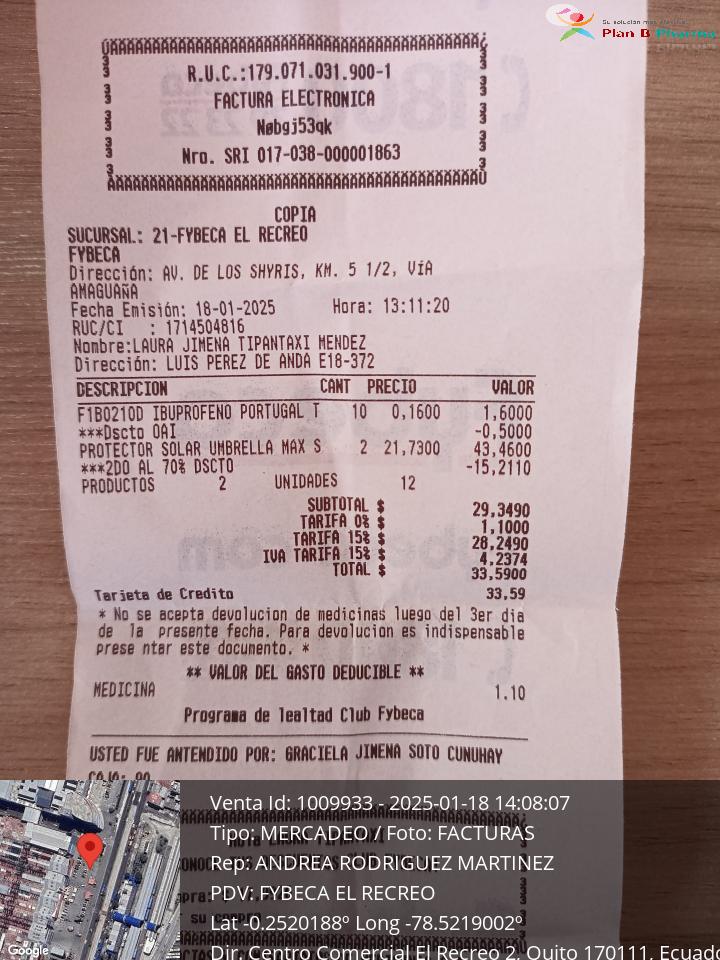 Plan B Pharma
R.U.C.:179.071.031.900-1
FACTURA ELECTRONICA
Nøbgj53qk
Nro. SRI 017-038-000001863
COPIA
SUCURSAL: 21-FYBECA EL RECREO
FYBECA
Dirección: AV. DE LOS SHYRIS, KM. 5 1/2, VíA
AMAGUAñA
Fecha Emisión: 18-01-2025 Hora: 13:11:20
RUC/CI : 1714504816
Nombre:LAURA JIMENA TIPANTAXI MENDEZ
Dirección: LUIS PEREZ DE ANDA E18-372
DESCRIPCION CANT PRECIO VALOR
F1B0210D IBUPROFENO PORTUGAL T 10 0,1600 1,6000
***Dscto OAI -0,5000
PROTECTOR SOLAR UMBRELLA MAX S 2 21,7300 43,4600
***2DO AL 70% DSCTO -15,2110
PRODUCTOS 2 UNIDADES 12
SUBTOTAL $ 29,3490
TARIFA 0% $ 1,1000
TARIFA 15% $ 28,2490
IVA TARIFA 15% $ 4,2374
TOTAL $ 33,5900
Tarjeta de Credito 33,59
* No se acepta devolucion de medicinas luego del 3er dia
de la presente fecha. Para devolucion es indispensable
prese ntar este documento. *
** VALOR DEL GASTO DEDUCIBLE **
MEDICINA 1.10
Programa de lealtad Club Fybeca
USTED FUE ANTENDIDO POR: GRACIELA JIMENA SOTO CUNUHAY
CAJA: 90
Venta Id: 1009933 - 2025-01-18 14:08:07
Tipo: MERCADEO / Foto: FACTURAS
Rep: ANDREA RODRIGUEZ MARTINEZ
PDV: FYBECA EL RECREO
Lat -0.2520188º Long -78.5219002º
Dir. Centro Comercial El Recreo 2, Quito 170111, Ecuado
Google